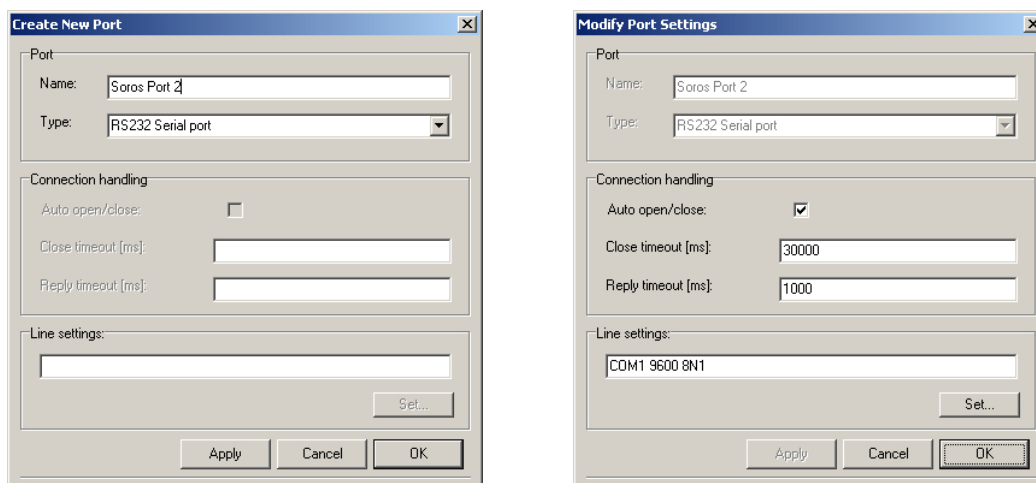 Create New Port
Port
Name: Soros Port 2
Type: RS232 Serial port
Connection handling
Auto open/close:
Close timeout [ms]:
Reply timeout [ms]:
Line settings:
Set...
Apply Cancel OK
Modify Port Settings
Port
Name: Soros Port 2
Type: RS232 Serial port
Connection handling
Auto open/close:
Close timeout [ms]: 30000
Reply timeout [ms]: 1000
Line settings:
COM1 9600 8N1
Set...
Apply Cancel OK